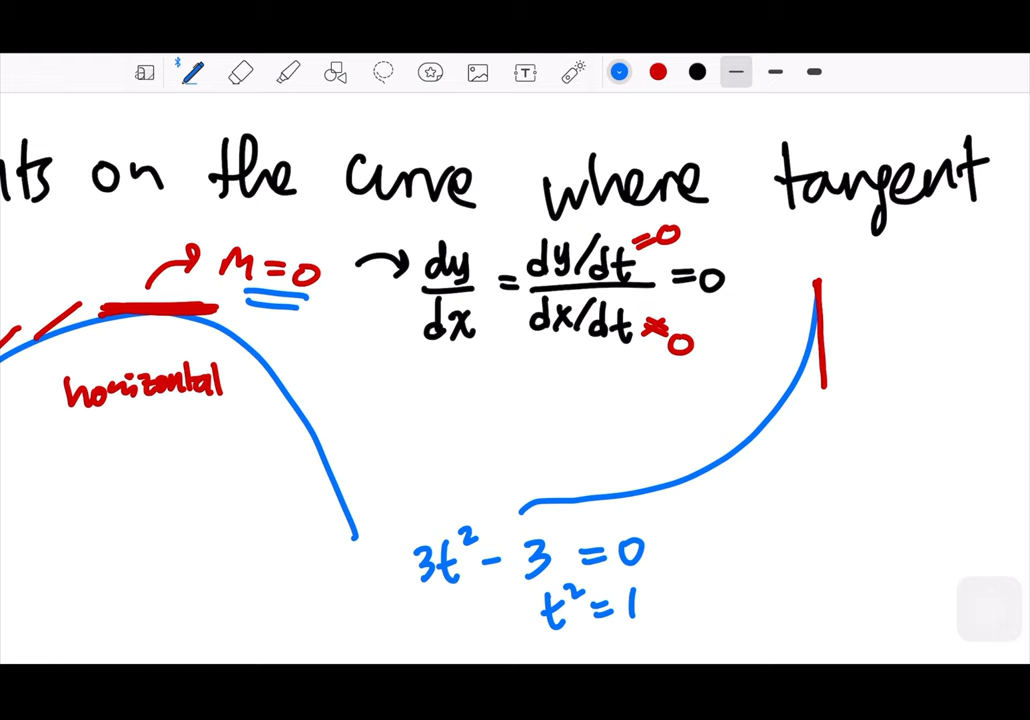 nts on the curve where tangent
m = 0 → dy/dx = dy/dt = 0 / dx/dt ≠ 0 = 0
horizontal
3t² - 3 = 0
t² = 1